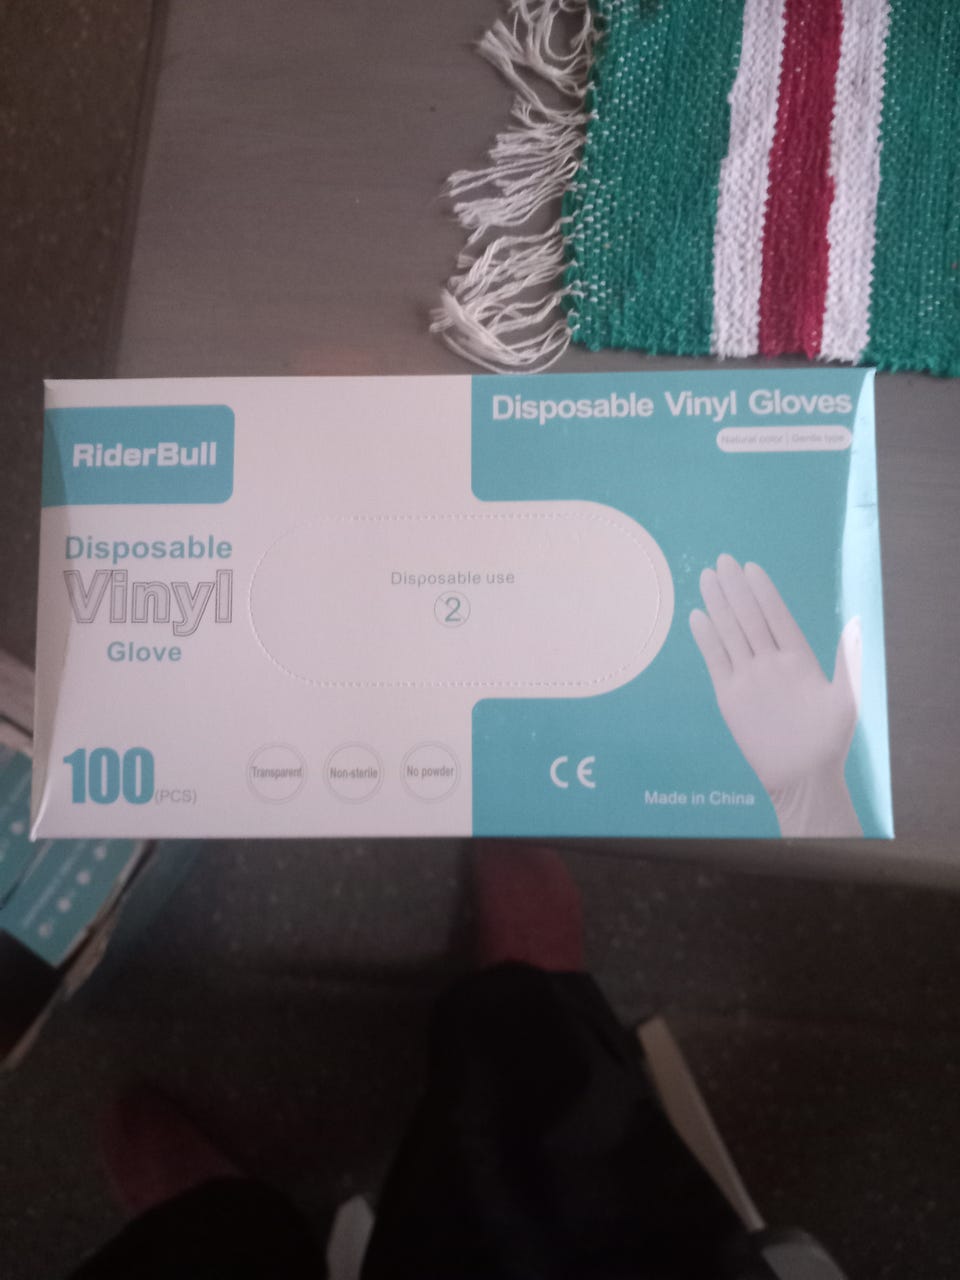 RiderBull
Disposable
Vinyl
Glove
100(PCS)
Transparent
Non-sterile
No powder
Disposable use
2
Disposable Vinyl Gloves
Natural color | Gentle type
CE
Made in China